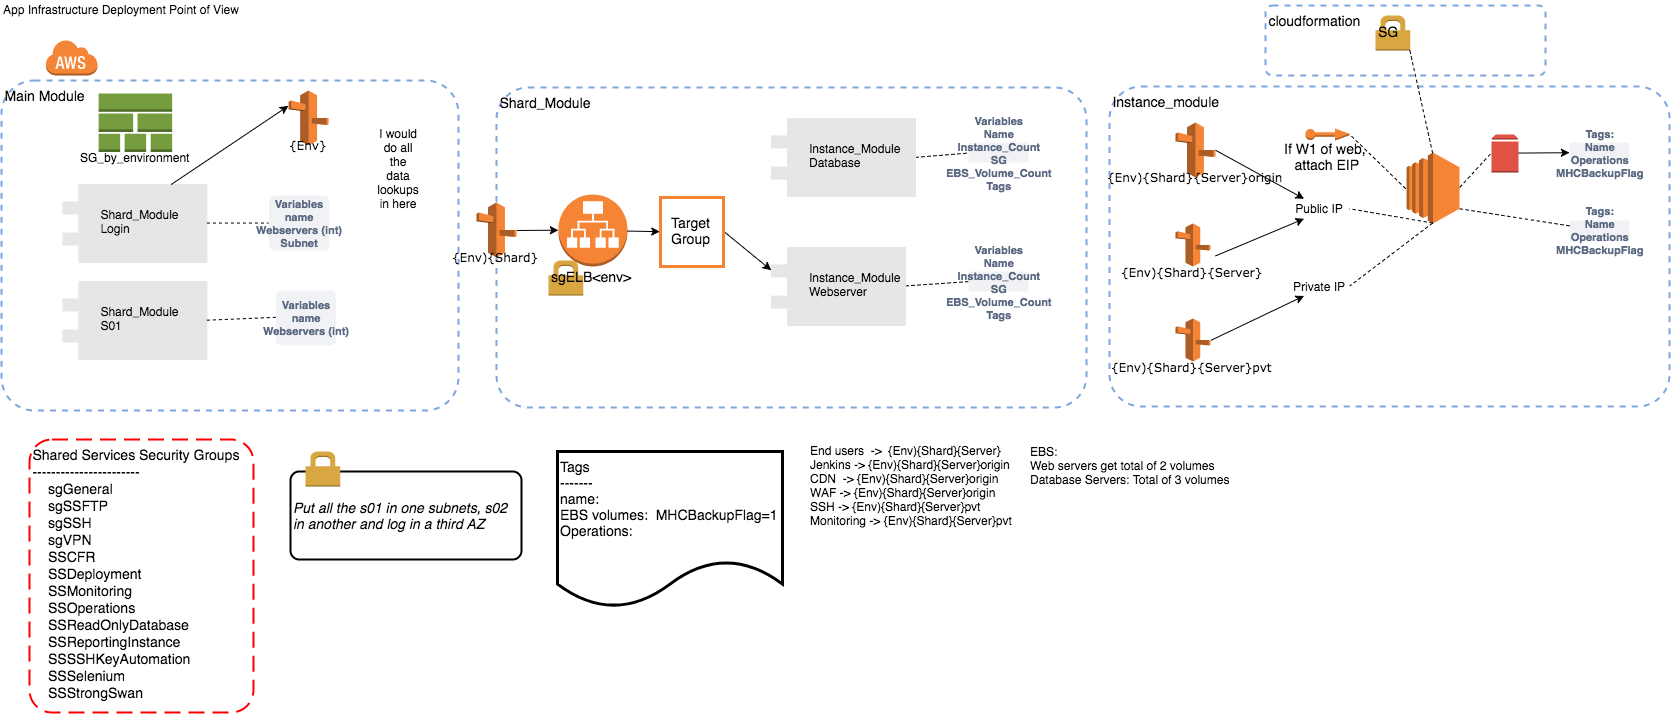 App Infrastructure Deployment Point of View
AWS
Main Module
SG_by_environment
{Env}
I would
do all
the
data
lookups
in here
Shard_Module
Login
Variables
name
Webservers (int)
Subnet
Shard_Module
S01
Variables
name
Webservers (int)
Shard_Module
{Env){Shard}
sgELB<env>
Target
Group
Instance_Module
Database
Variables
Name
Instance_Count
SG
EBS_Volume_Count
Tags
Instance_Module
Webserver
Variables
Name
Instance_Count
SG
EBS_Volume_Count
Tags
cloudformation
SG
Instance_module
{Env){Shard}{Server}origin
If W1 of web,
attach EIP
Public IP
{Env){Shard}{Server}
Private IP
{Env){Shard}{Server}pvt
Tags:
Name
Operations
MHCBackupFlag
Tags:
Name
Operations
MHCBackupFlag
Shared Services Security Groups
-----------------------
sgGeneral
sgSSFTP
sgSSH
sgVPN
SSCFR
SSDeployment
SSMonitoring
SSOperations
SSReadOnlyDatabase
SSReportingInstance
SSSSHKeyAutomation
SSSelenium
SSStrongSwan
Put all the s01 in one subnets, s02
in another and log in a third AZ
Tags
-------
name:
EBS volumes:  MHCBackupFlag=1
Operations:
End users  -> {Env){Shard}{Server}
Jenkins -> {Env){Shard}{Server}origin
CDN  -> {Env){Shard}{Server}origin
WAF -> {Env){Shard}{Server}origin
SSH -> {Env){Shard}{Server}pvt
Monitoring -> {Env){Shard}{Server}pvt
EBS:
Web servers get total of 2 volumes
Database Servers: Total of 3 volumes